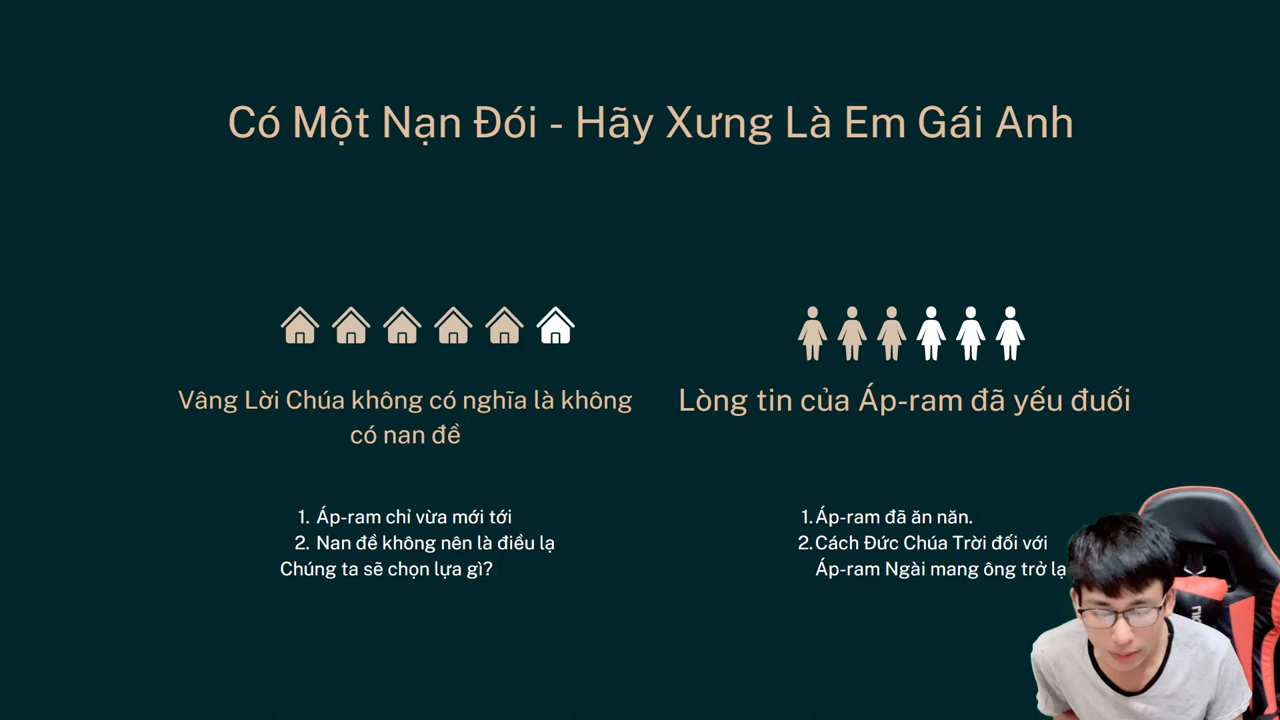 Có Một Nạn Đói - Hãy Xưng Là Em Gái Anh
Vâng Lời Chúa không có nghĩa là không
có nan đề
1. Áp-ram chỉ vừa mới tới
2. Nan đề không nên là điều lạ
Chúng ta sẽ chọn lựa gì?
Lòng tin của Áp-ram đã yếu đuối
1. Áp-ram đã ăn năn.
2. Cách Đức Chúa Trời đối với
Áp-ram Ngài mang ông trở